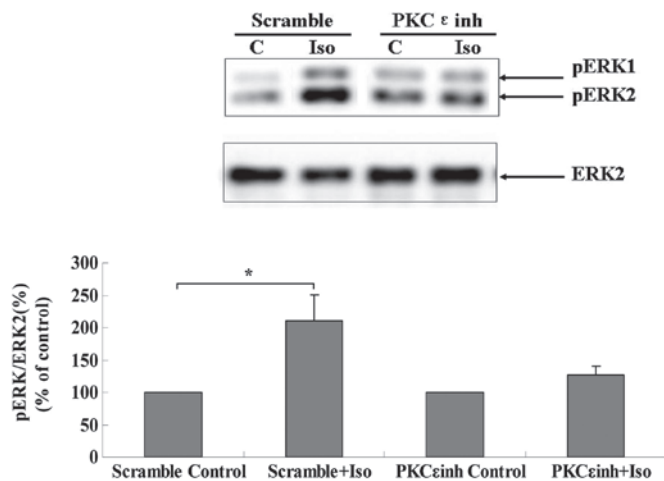 Scramble PKC ε inh
C Iso C Iso
pERK1
pERK2
ERK2
pERK/ERK2(%)
(% of control)
300
250
200
150
100
50
0
*
Scramble Control Scramble+Iso PKCεinh Control PKCεinh+Iso